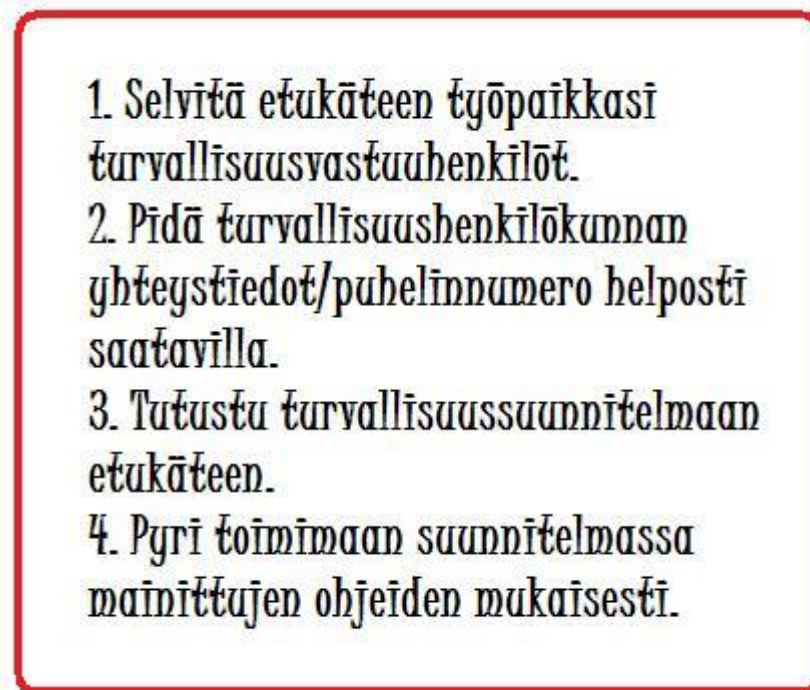 1. Selvitä etukäteen työpaikkasi
turvallisuusvastuuhenkilöt.
2. Pidä turvallisuushenkilökunnan
yhteystiedot/puhelinnumero helposti
saatavilla.
3. Tutustu turvallisuussuunnitelmaan
etukäteen.
4. Pyri toimimaan suunnitelmassa
mainittujen ohjeiden mukaisesti.